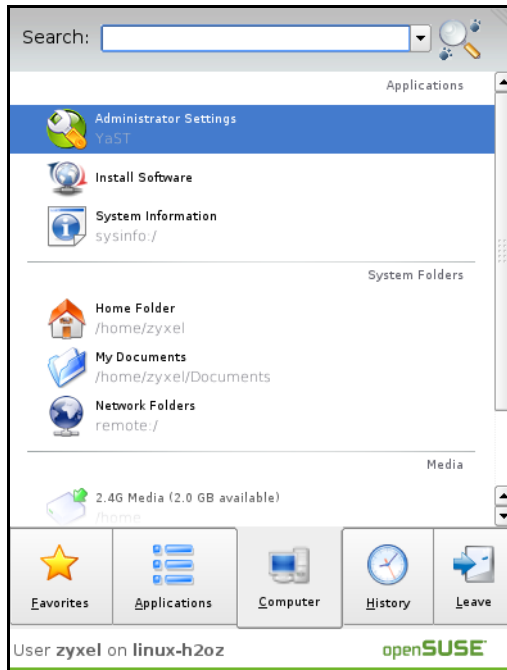 Search:
Applications
Administrator Settings
YaST
Install Software
System Information
sysinfo:/
System Folders
Home Folder
/home/zyxel
My Documents
/home/zyxel/Documents
Network Folders
remote:/
Media
2.4G Media (2.0 GB available)
/home
Favorites Applications Computer History Leave
User zyxel on linux-h2oz openSUSE